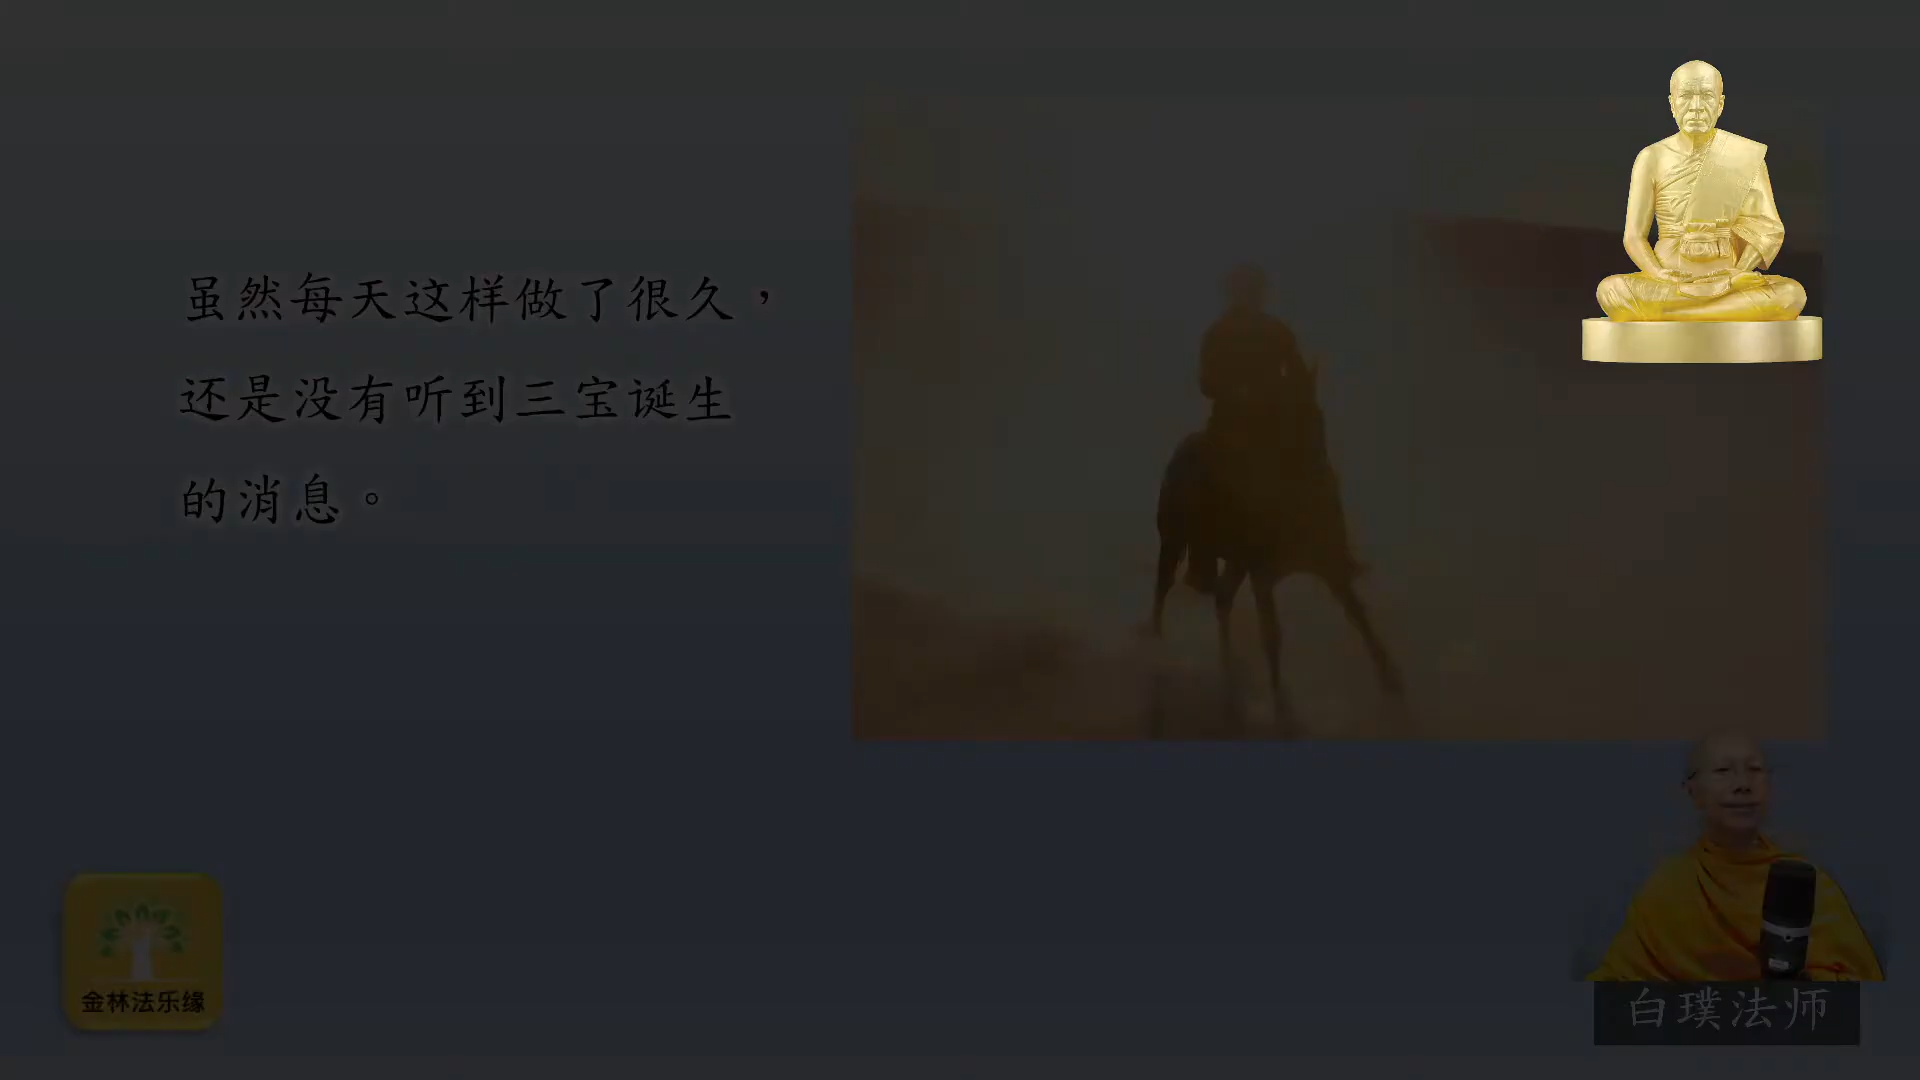 虽然每天这样做了很久，
还是没有听到三宝诞生
的消息。
金林法乐缘
白璞法师